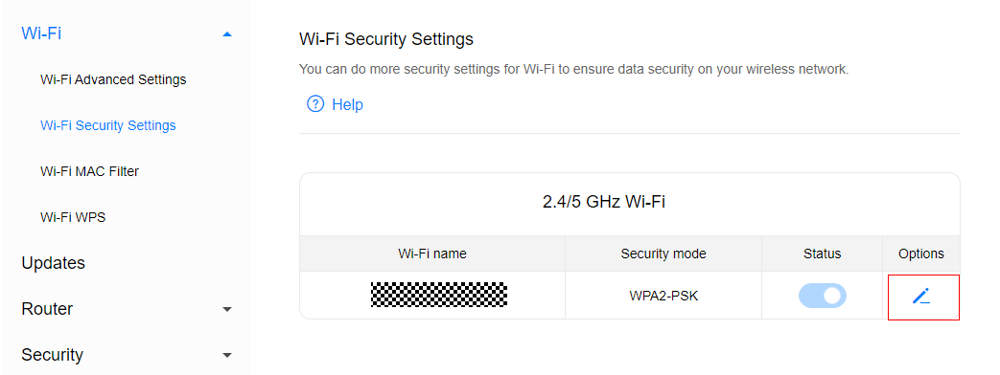 Wi-Fi
Wi-Fi Advanced Settings
Wi-Fi Security Settings
Wi-Fi MAC Filter
Wi-Fi WPS
Updates
Router
Security
Wi-Fi Security Settings
You can do more security settings for Wi-Fi to ensure data security on your wireless network.
? Help
2.4/5 GHz Wi-Fi
Wi-Fi name Security mode Status Options
WPA2-PSK